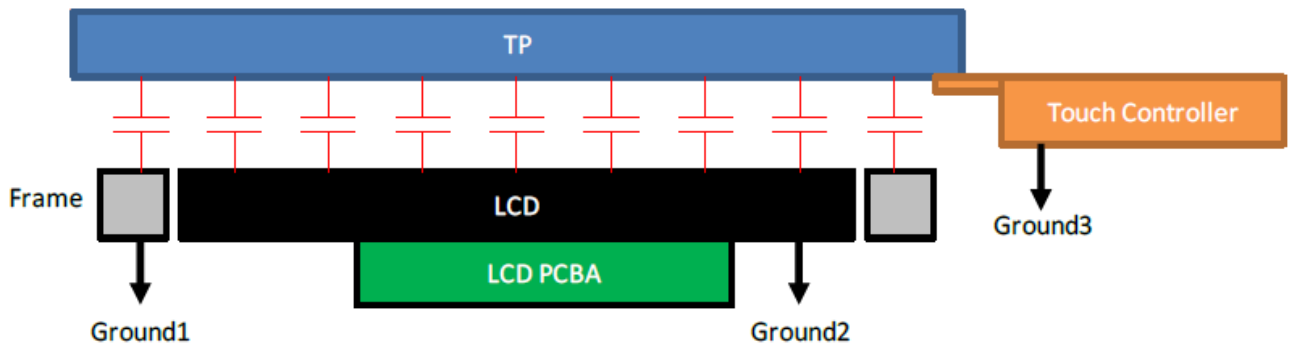 TP
Touch Controller
Frame
LCD
Ground3
LCD PCBA
Ground1
Ground2